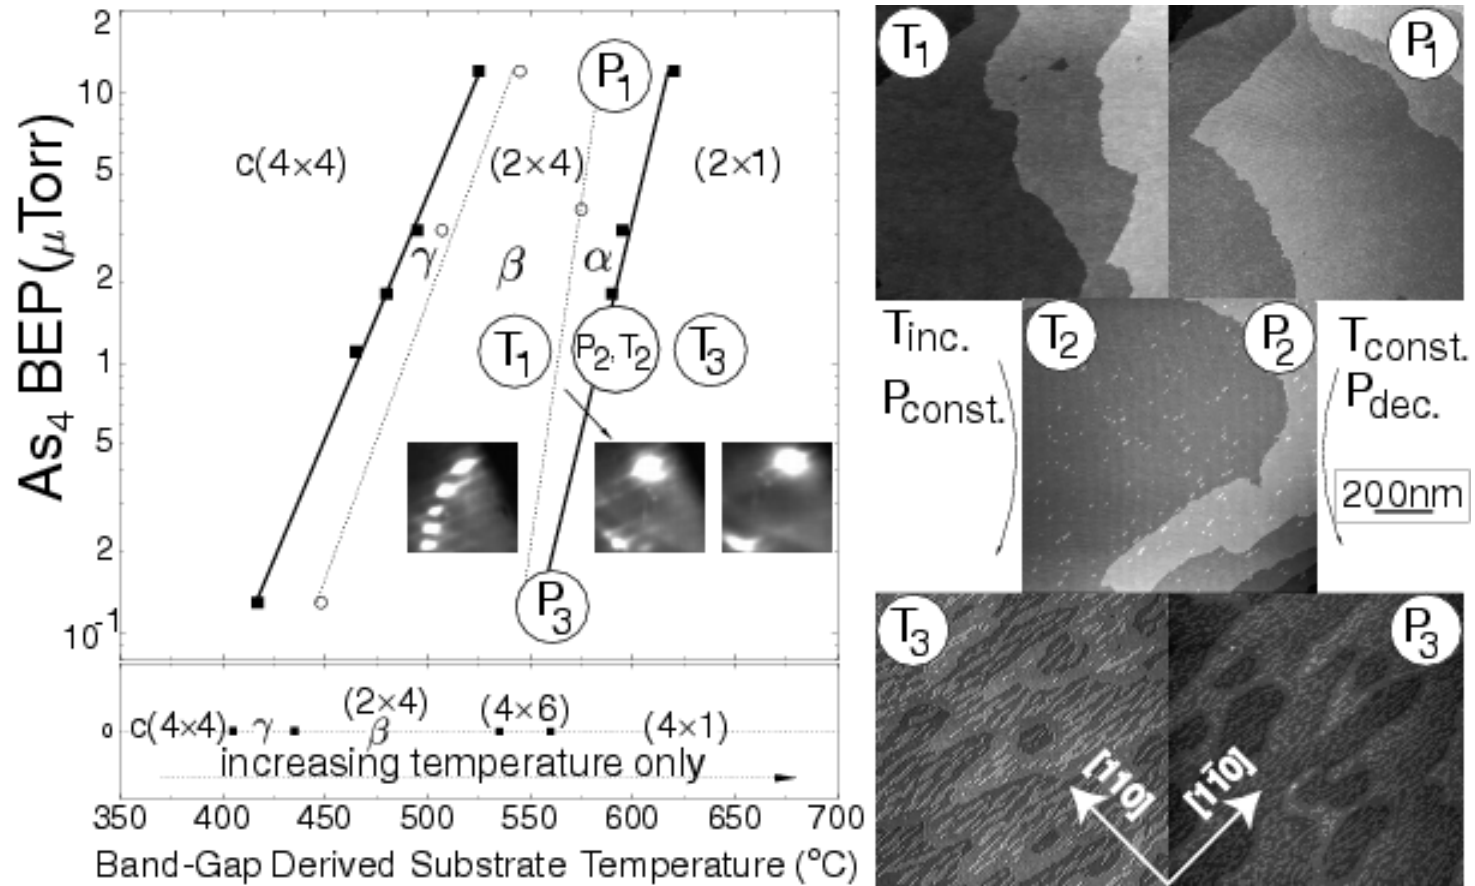 As₄ BEP (μTorr)
2
10
5
2
1
5
2
10⁻¹
0
c(4×4)
(2×4)
(2×1)
γ
β
α
P₁
T₁
P₂, T₂
T₃
P₃
c(4×4)
γ
(2×4)
β
(4×6)
(4×1)
increasing temperature only
350 400 450 500 550 600 650 700
Band-Gap Derived Substrate Temperature (°C)
T₁
P₁
T₂
P₂
T₃
P₃
Tinc.
Pconst.
Tconst.
Pdec.
200nm
[110]
[11̄0]